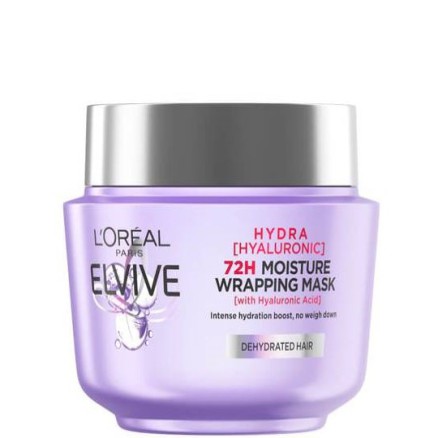 L'ORÉAL
PARIS
ELVIVE
HYDRA
[HYALURONIC]
72H MOISTURE
WRAPPING MASK
[with Hyaluronic Acid]
Intense hydration boost, no weigh down
DEHYDRATED HAIR